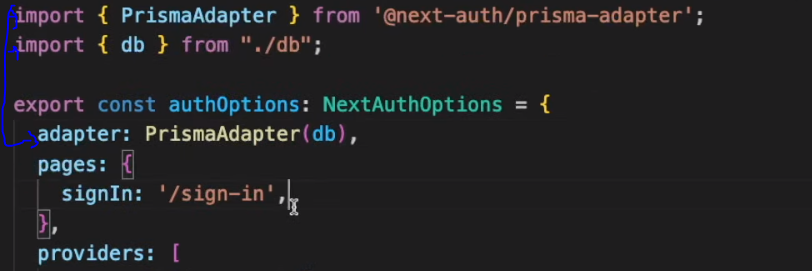 import { PrismaAdapter } from '@next-auth/prisma-adapter';
import { db } from "./db";
export const authOptions: NextAuthOptions = {
adapter: PrismaAdapter(db),
pages: {
signIn: '/sign-in',
},
providers: [